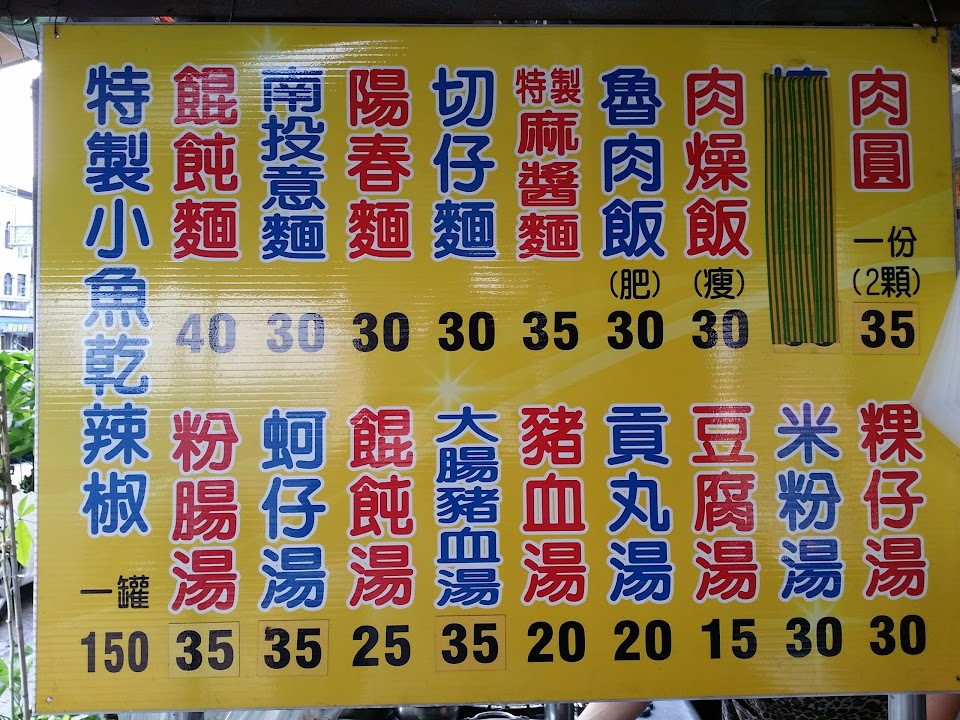 肉圓
一份
(2顆)
35
肉燥飯
(瘦)
30
魯肉飯
(肥)
30
特製麻醬麵
35
切仔麵
30
陽春麵
30
南投意麵
30
餛飩麵
40
粿仔湯
30
米粉湯
30
豆腐湯
15
貢丸湯
20
豬血湯
20
大腸豬血湯
35
餛飩湯
25
蚵仔湯
35
粉腸湯
35
特製小魚乾辣椒
一罐
150